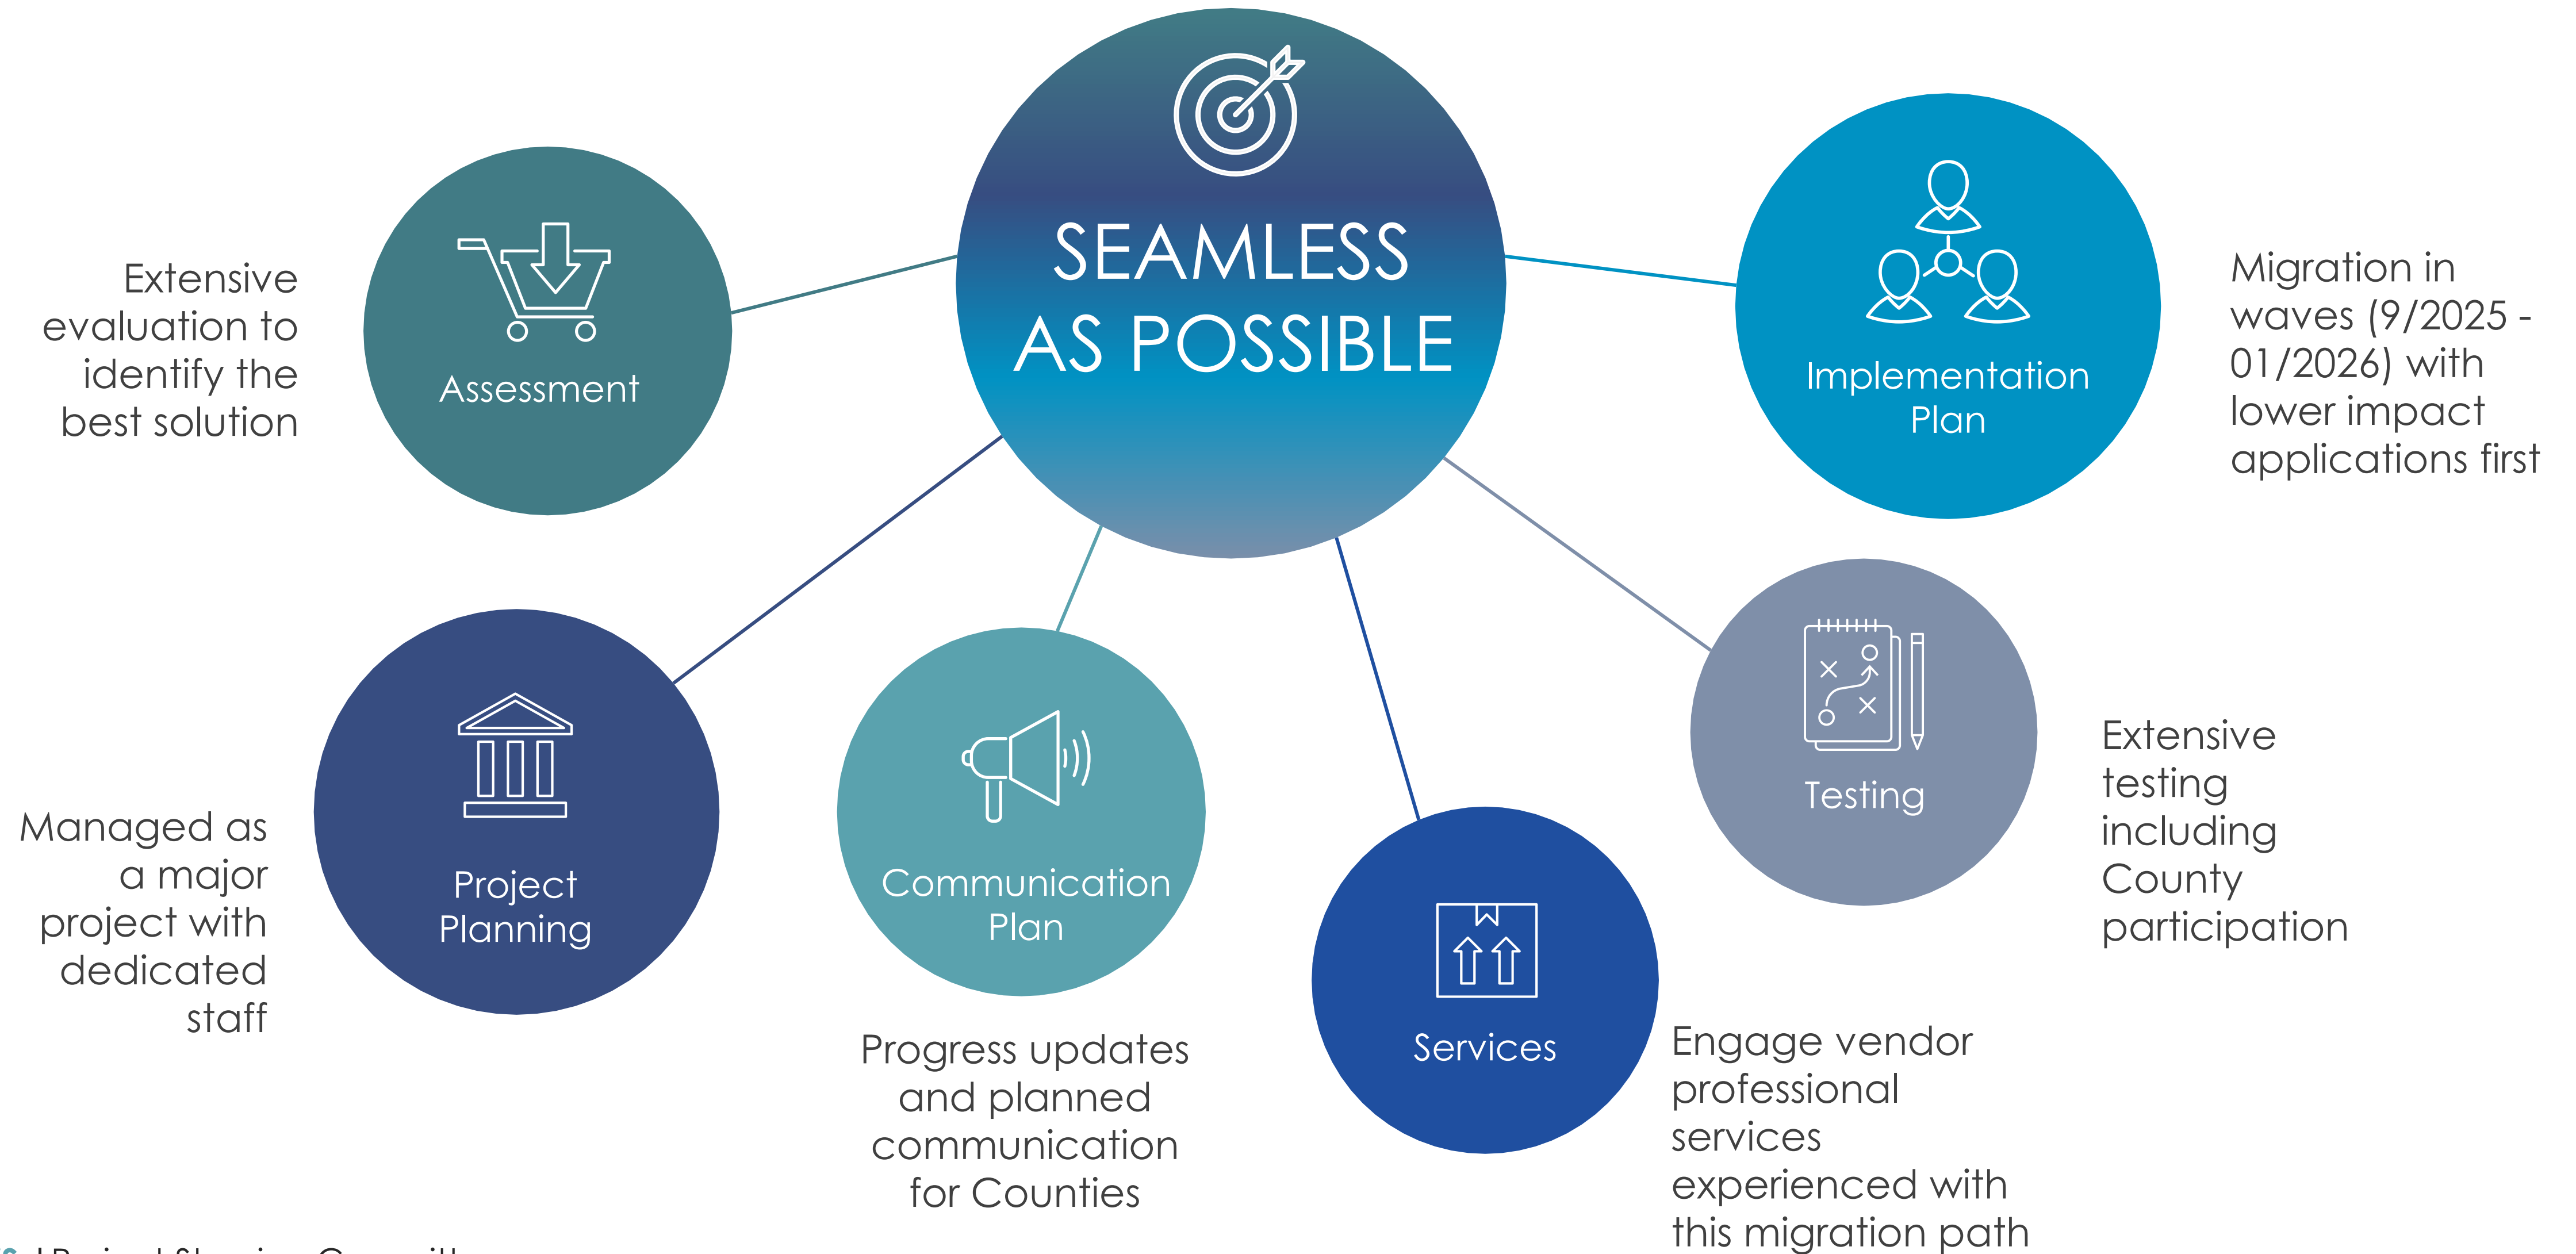 SEAMLESS
AS POSSIBLE
Extensive
evaluation to
identify the
best solution
Assessment
Managed as
a major
project with
dedicated
staff
Project
Planning
Communication
Plan
Progress updates
and planned
communication
for Counties
Services
Engage vendor
professional
services
experienced with
this migration path
Testing
Extensive
testing
including
County
participation
Implementation
Plan
Migration in
waves (9/2025 -
01/2026) with
lower impact
applications first